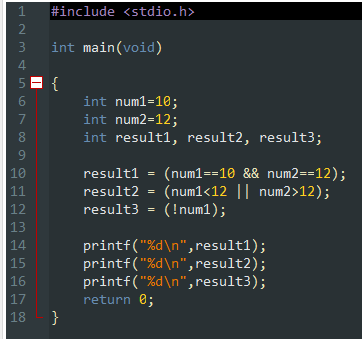 1 #include <stdio.h>
2
3 int main(void)
4
5 {
6 int num1=10;
7 int num2=12;
8 int result1, result2, result3;
9
10 result1 = (num1==10 && num2==12);
11 result2 = (num1<12 || num2>12);
12 result3 = (!num1);
13
14 printf("%d\n",result1);
15 printf("%d\n",result2);
16 printf("%d\n",result3);
17 return 0;
18 }